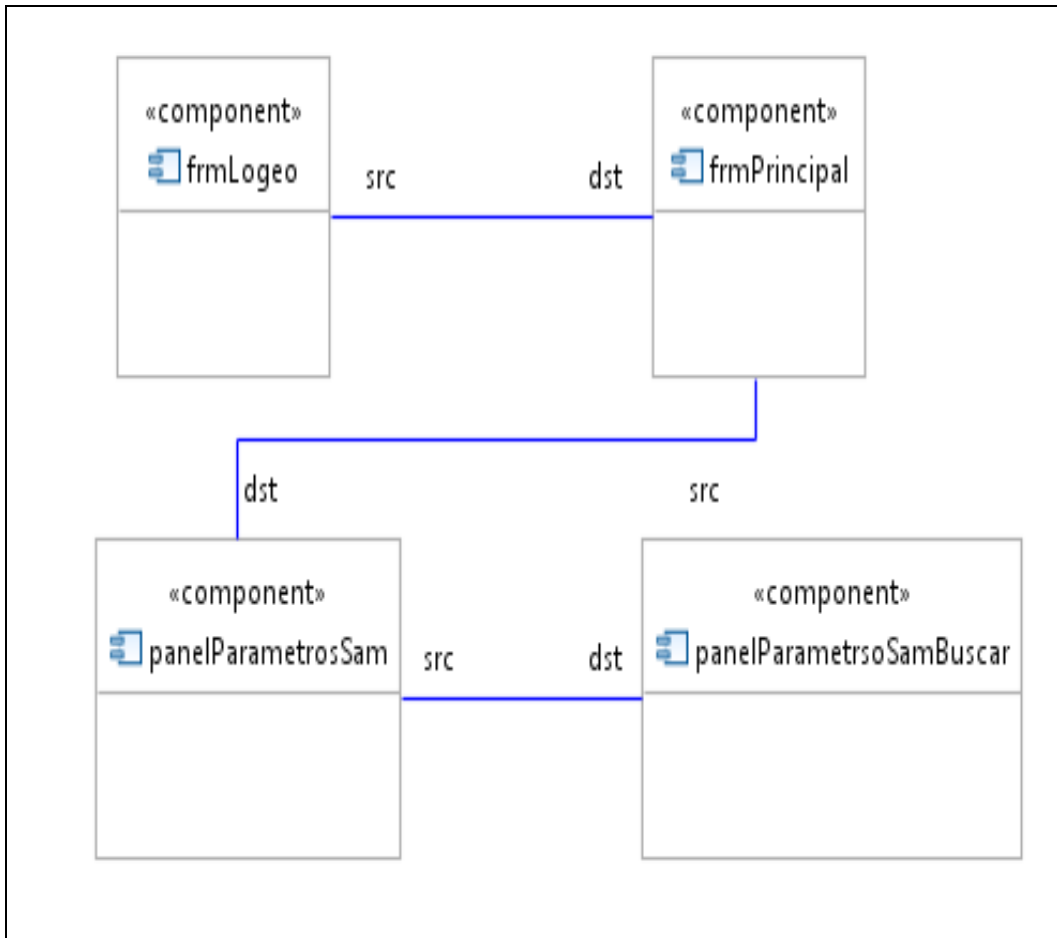 «component»
frmLogeo
src
dst
«component»
frmPrincipal
dst
src
«component»
panelParametrosSam
src
dst
«component»
panelParametrsoSamBuscar